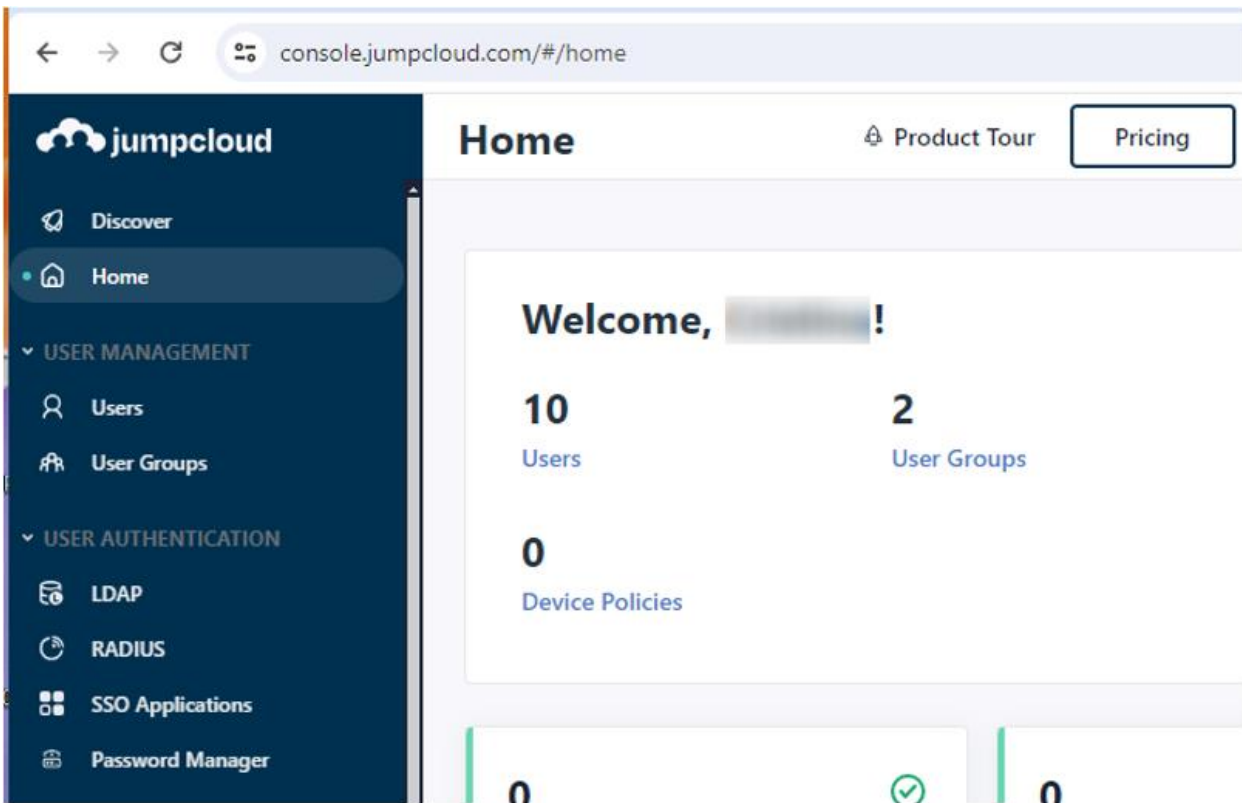 console.jumpcloud.com/#/home
jumpcloud
Discover
Home
USER MANAGEMENT
Users
User Groups
USER AUTHENTICATION
LDAP
RADIUS
SSO Applications
Password Manager
Home
Product Tour
Pricing
Welcome, !
10
Users
2
User Groups
0
Device Policies
0
0